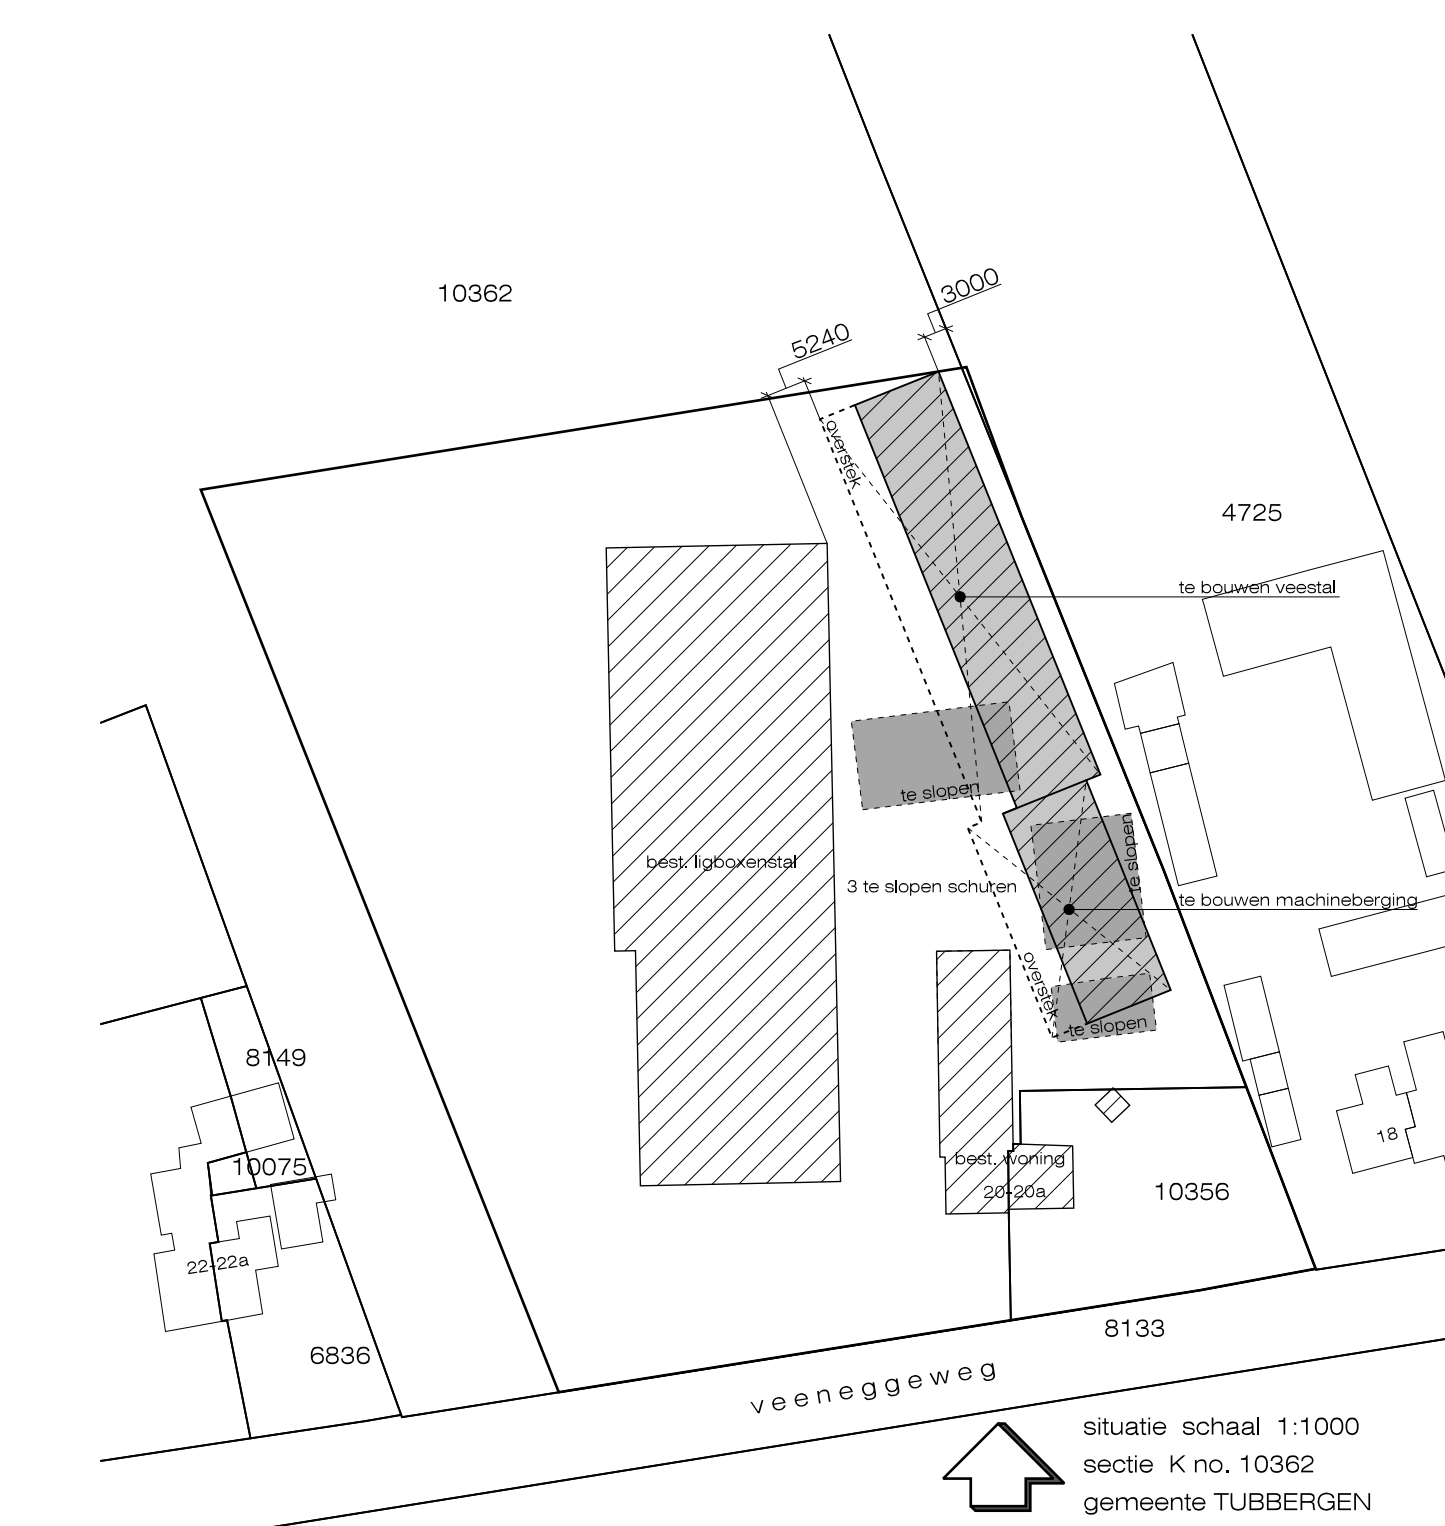 10362
3000
5240
overstek
4725
te bouwen veestal
te slopen
te slopen
best. ligboxenstal
3 te slopen schuren
te bouwen machineberging
overstek
te slopen
8149
10075
best. woning
20-20a
10356
18
22-22a
6836
8133
veeneggeweg
situatie schaal 1:1000
sectie K no. 10362
gemeente TUBBERGEN